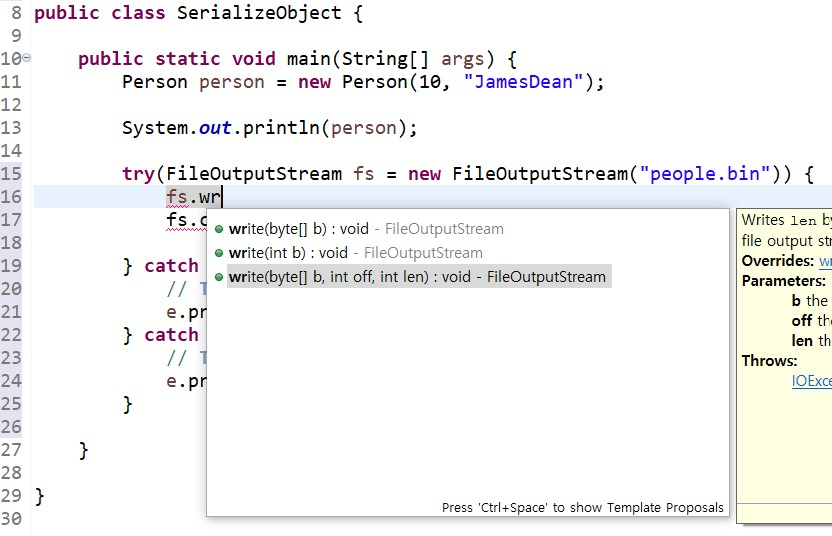 8 public class SerializeObject {
9
10 public static void main(String[] args) {
11 Person person = new Person(10, "JamesDean");
12
13 System.out.println(person);
14
15 try(FileOutputStream fs = new FileOutputStream("people.bin")) {
16 fs.wr
17 fs.c
18
19 } catch
20 // T
21 e.pr
22 } catch
23 // T
24 e.pr
25 }
26
27 }
28
29 }
30
write(byte[] b) : void - FileOutputStream
write(int b) : void - FileOutputStream
write(byte[] b, int off, int len) : void - FileOutputStream
Press 'Ctrl+Space' to show Template Proposals
Writes len by
file output str
Overrides: wr
Parameters:
b the
off the
len th
Throws:
IOExce